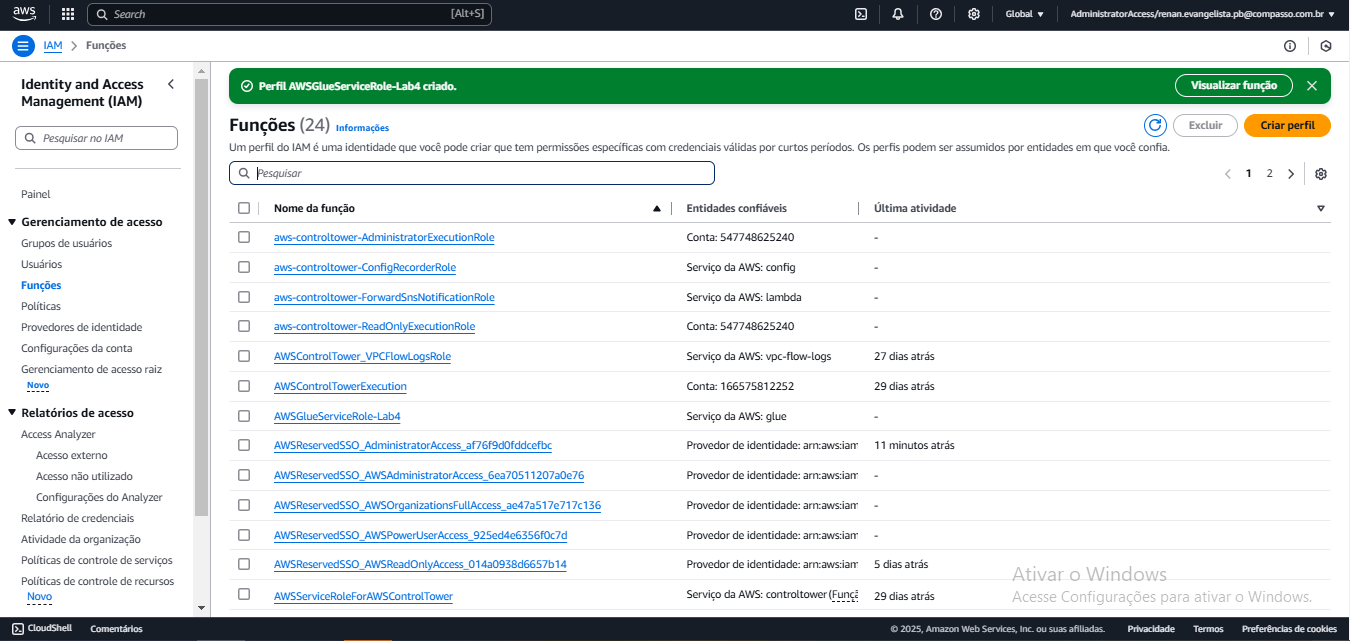 aws
Search [Alt+S]
Global ▼
AdministratorAccess/renan.evangelista.pb@compasso.com.br ▼
IAM > Funções
Identity and Access
Management (IAM)
Pesquisar no IAM
Painel
Gerenciamento de acesso
Grupos de usuários
Usuários
Funções
Políticas
Provedores de identidade
Configurações da conta
Gerenciamento de acesso raiz
Novo
Relatórios de acesso
Access Analyzer
Acesso externo
Acesso não utilizado
Configurações do Analyzer
Relatório de credenciais
Atividade da organização
Políticas de controle de serviços
Políticas de controle de recursos
Novo
Perfil AWSGlueServiceRole-Lab4 criado.
Visualizar função
Funções (24) Informações
Excluir
Criar perfil
Um perfil do IAM é uma identidade que você pode criar que tem permissões específicas com credenciais válidas por curtos períodos. Os perfis podem ser assumidos por entidades em que você confia.
Pesquisar
< 1 2 >
Nome da função ▲ Entidades confiáveis Última atividade
aws-controltower-AdministratorExecutionRole Conta: 547748625240 -
aws-controltower-ConfigRecorderRole Serviço da AWS: config -
aws-controltower-ForwardSnsNotificationRole Serviço da AWS: lambda -
aws-controltower-ReadOnlyExecutionRole Conta: 547748625240 -
AWSControlTower_VPCFlowLogsRole Serviço da AWS: vpc-flow-logs 27 dias atrás
AWSControlTowerExecution Conta: 166575812252 29 dias atrás
AWSGlueServiceRole-Lab4 Serviço da AWS: glue -
AWSReservedSSO_AdministratorAccess_af76f9d0fddcefbc Provedor de identidade: arn:aws:iam 11 minutos atrás
AWSReservedSSO_AWSAdministratorAccess_6ea70511207a0e76 Provedor de identidade: arn:aws:iam -
AWSReservedSSO_AWSOrganizationsFullAccess_ae47a517e717c136 Provedor de identidade: arn:aws:iam -
AWSReservedSSO_AWSPowerUserAccess_925ed4e6356f0c7d Provedor de identidade: arn:aws:iam -
AWSReservedSSO_AWSReadOnlyAccess_014a0938d6657b14 Provedor de identidade: arn:aws:iam 5 dias atrás
AWSServiceRoleForAWSControlTower Serviço da AWS: controltower (Funçã 29 dias atrás
Ativar o Windows
Acesse Configurações para ativar o Windows.
CloudShell Comentários
© 2025, Amazon Web Services, Inc. ou suas afiliadas. Privacidade Termos Preferências de cookies